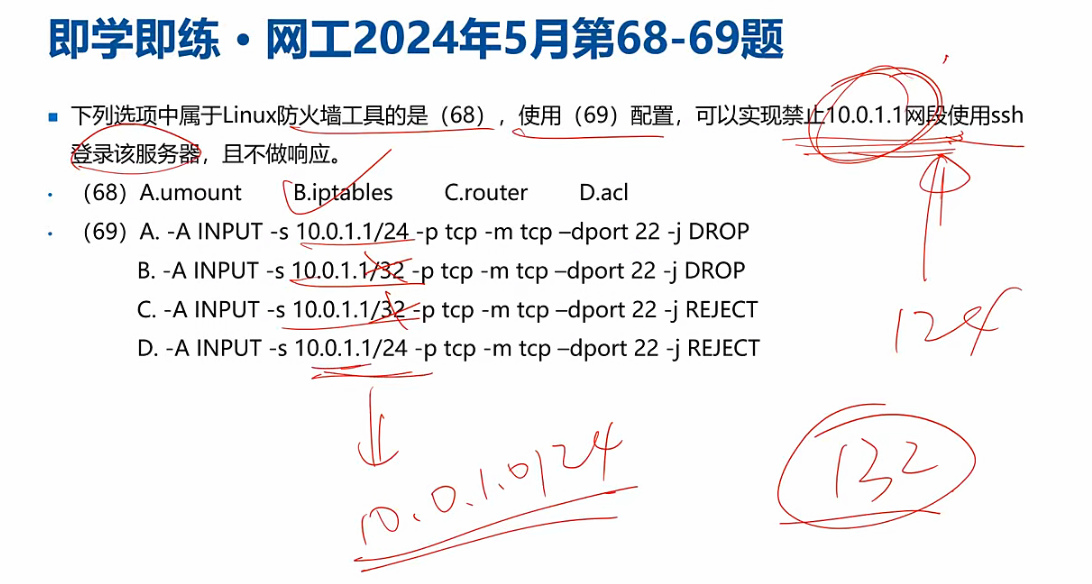 即学即练·网工2024年5月第68-69题
■ 下列选项中属于Linux防火墙工具的是（68），使用（69）配置，可以实现禁止10.0.1.1网段使用ssh
登录该服务器，且不做响应。
· （68）A.umount B.iptables C.router D.acl
· （69）A. -A INPUT -s 10.0.1.1/24 -p tcp -m tcp –dport 22 -j DROP
B. -A INPUT -s 10.0.1.1/32 -p tcp -m tcp –dport 22 -j DROP
C. -A INPUT -s 10.0.1.1/32 -p tcp -m tcp –dport 22 -j REJECT
D. -A INPUT -s 10.0.1.1/24 -p tcp -m tcp –dport 22 -j REJECT
/24
10.0.1.0/24
/32